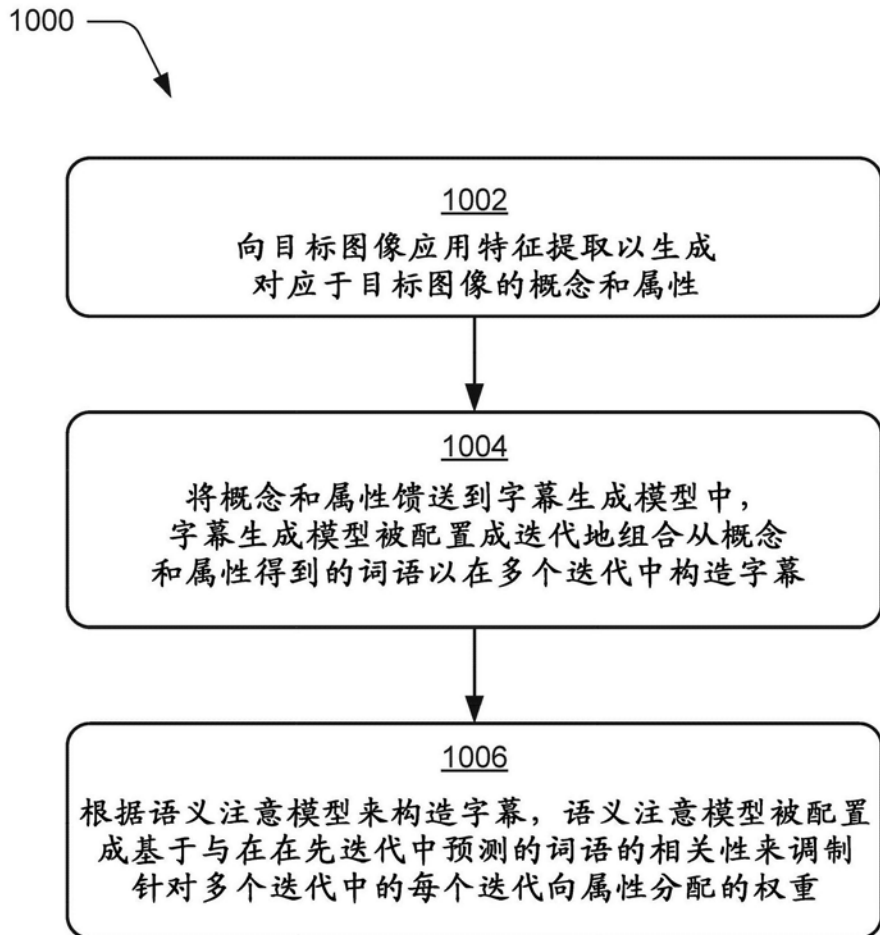 1000
1002
向目标图像应用特征提取以生成
对应于目标图像的概念和属性
1004
将概念和属性馈送到字幕生成模型中，
字幕生成模型被配置成迭代地组合从概念
和属性得到的词语以在多个迭代中构造字幕
1006
根据语义注意模型来构造字幕，语义注意模型被配置
成基于与在在先迭代中预测的词语的相关性来调制
针对多个迭代中的每个迭代向属性分配的权重